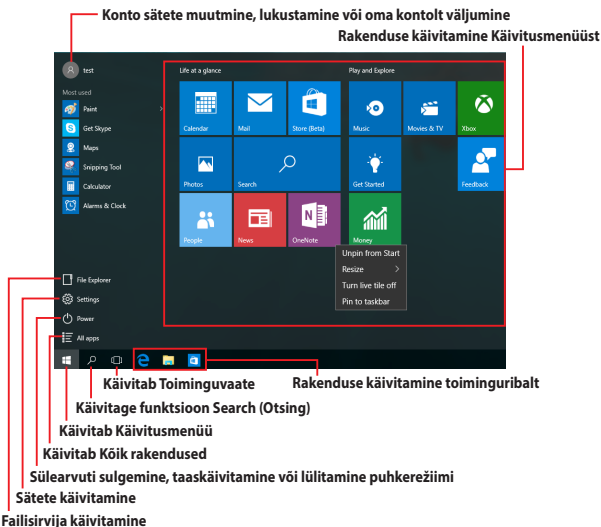 Konto sätete muutmine, lukustamine või oma kontolt väljumine
Rakenduse käivitamine Käivitusmenüüst
test
Life at a glance
Play and Explore
Most used
Paint
Get Skype
Maps
Snipping Tool
Calculator
Alarms & Clock
Calendar
Mail
Store (Beta)
Music
Movies & TV
Xbox
Photos
Search
Get Started
Feedback
People
News
OneNote
Money
Unpin from Start
Resize
Turn live tile off
Pin to taskbar
File Explorer
Settings
Power
All apps
Käivitab Toiminguvaate
Rakenduse käivitamine toiminguribalt
Käivitage funktsioon Search (Otsing)
Käivitab Käivitusmenüü
Käivitab Kõik rakendused
Sülearvuti sulgemine, taaskäivitamine või lülitamine puhkerežiimi
Sätete käivitamine
Failisirvija käivitamine